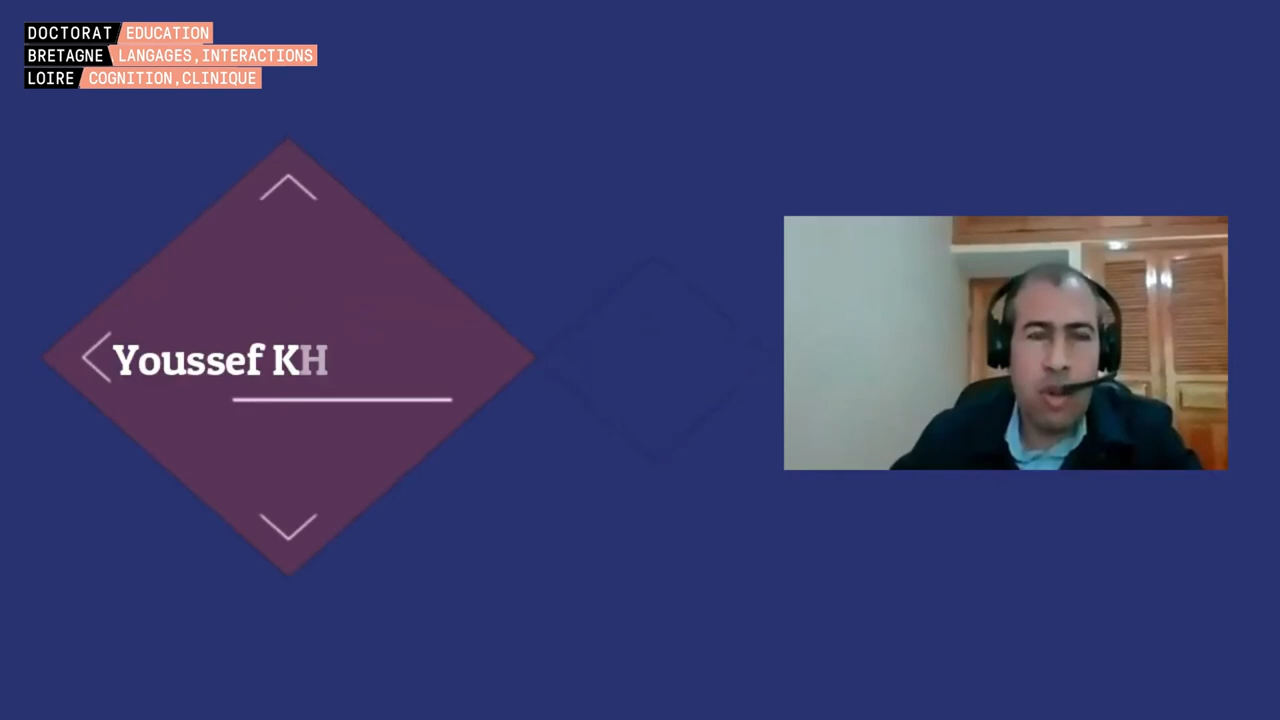 DOCTORAT EDUCATION
BRETAGNE LANGAGES,INTERACTIONS
LOIRE COGNITION,CLINIQUE
Youssef KH